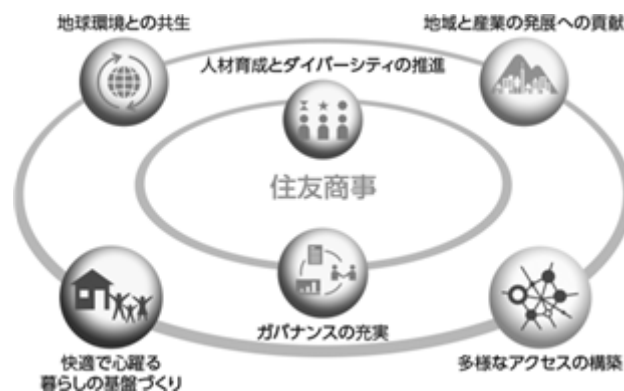 地球環境との共生
地域と産業の発展への貢献
人材育成とダイバーシティの推進
住友商事
ガバナンスの充実
快適で心躍る
暮らしの基盤づくり
多様なアクセスの構築